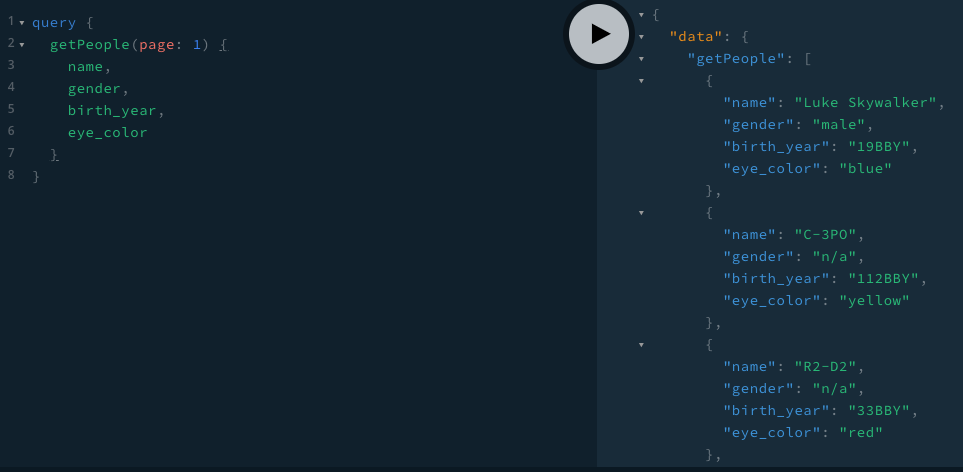 1 query {
2 getPeople(page: 1) {
3 name,
4 gender,
5 birth_year,
6 eye_color
7 }
8 }
{
"data": {
"getPeople": [
{
"name": "Luke Skywalker",
"gender": "male",
"birth_year": "19BBY",
"eye_color": "blue"
},
{
"name": "C-3PO",
"gender": "n/a",
"birth_year": "112BBY",
"eye_color": "yellow"
},
{
"name": "R2-D2",
"gender": "n/a",
"birth_year": "33BBY",
"eye_color": "red"
},